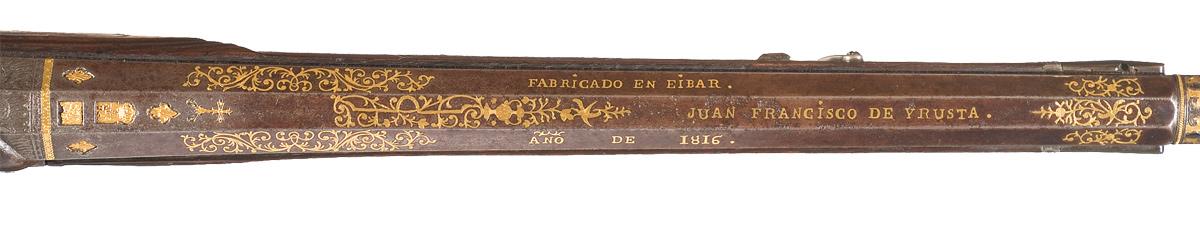 FABRICADO EN EIBAR.
JUAN FRANCISCO DE YRUSTA.
AÑO DE 1816.